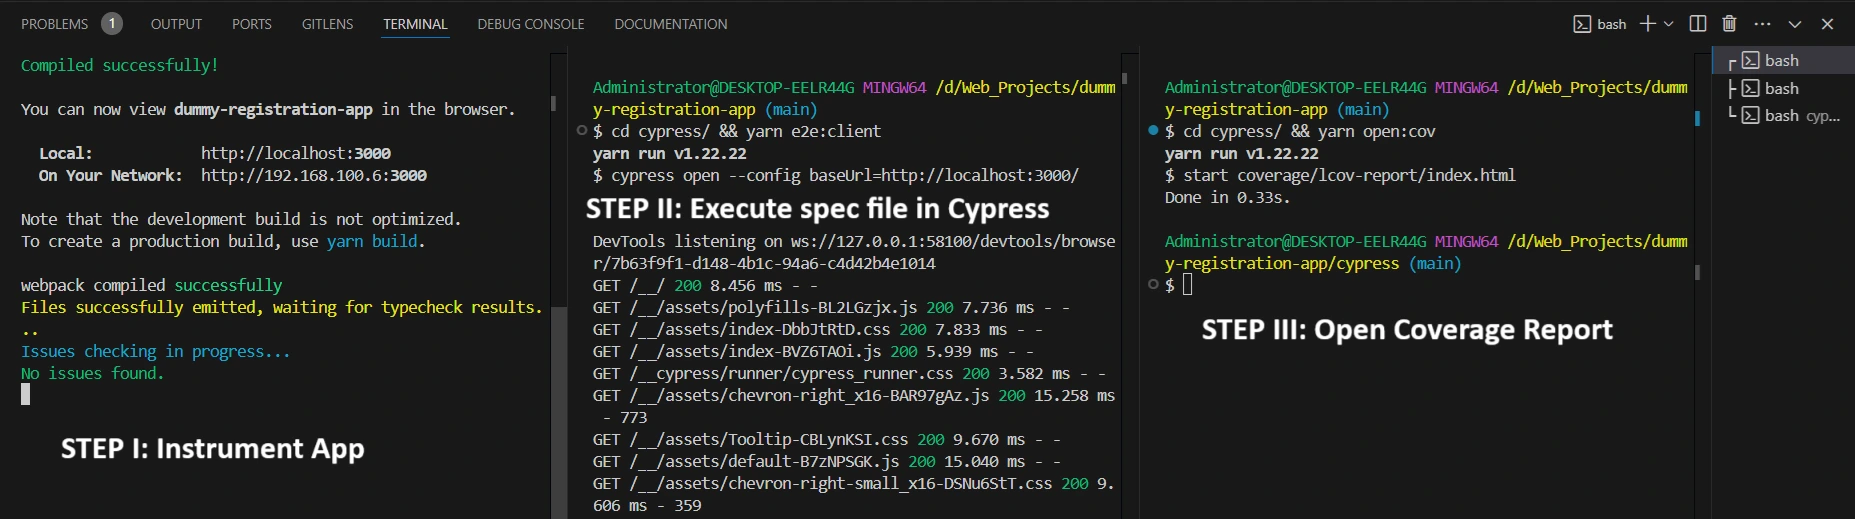 PROBLEMS 1 OUTPUT PORTS GITLENS TERMINAL DEBUG CONSOLE DOCUMENTATION bash
Compiled successfully!
You can now view dummy-registration-app in the browser.
Local: http://localhost:3000
On Your Network: http://192.168.100.6:3000
Note that the development build is not optimized.
To create a production build, use yarn build.
webpack compiled successfully
Files successfully emitted, waiting for typecheck results.
..
Issues checking in progress...
No issues found.
STEP I: Instrument App
Administrator@DESKTOP-EELR44G MINGW64 /d/Web_Projects/dumm
y-registration-app (main)
$ cd cypress/ && yarn e2e:client
yarn run v1.22.22
$ cypress open --config baseUrl=http://localhost:3000/
STEP II: Execute spec file in Cypress
DevTools listening on ws://127.0.0.1:58100/devtools/browse
r/7b63f9f1-d148-4b1c-94a6-c4d42b4e1014
GET /__/ 200 8.456 ms - -
GET /__/assets/polyfills-BL2LGzjx.js 200 7.736 ms - -
GET /__/assets/index-DbbJtRtD.css 200 7.833 ms - -
GET /__/assets/index-BVZ6TAOi.js 200 5.939 ms - -
GET /__cypress/runner/cypress_runner.css 200 3.582 ms - -
GET /__/assets/chevron-right_x16-BAR97gAz.js 200 15.258 ms
- 773
GET /__/assets/Tooltip-CBLynKSI.css 200 9.670 ms - -
GET /__/assets/default-B7zNPSGK.js 200 15.040 ms - -
GET /__/assets/chevron-right-small_x16-DSNu6StT.css 200 9.
606 ms - 359
Administrator@DESKTOP-EELR44G MINGW64 /d/Web_Projects/dumm
y-registration-app (main)
$ cd cypress/ && yarn open:cov
yarn run v1.22.22
$ start coverage/lcov-report/index.html
Done in 0.33s.
Administrator@DESKTOP-EELR44G MINGW64 /d/Web_Projects/dumm
y-registration-app/cypress (main)
$
STEP III: Open Coverage Report
bash
bash
bash cyp...